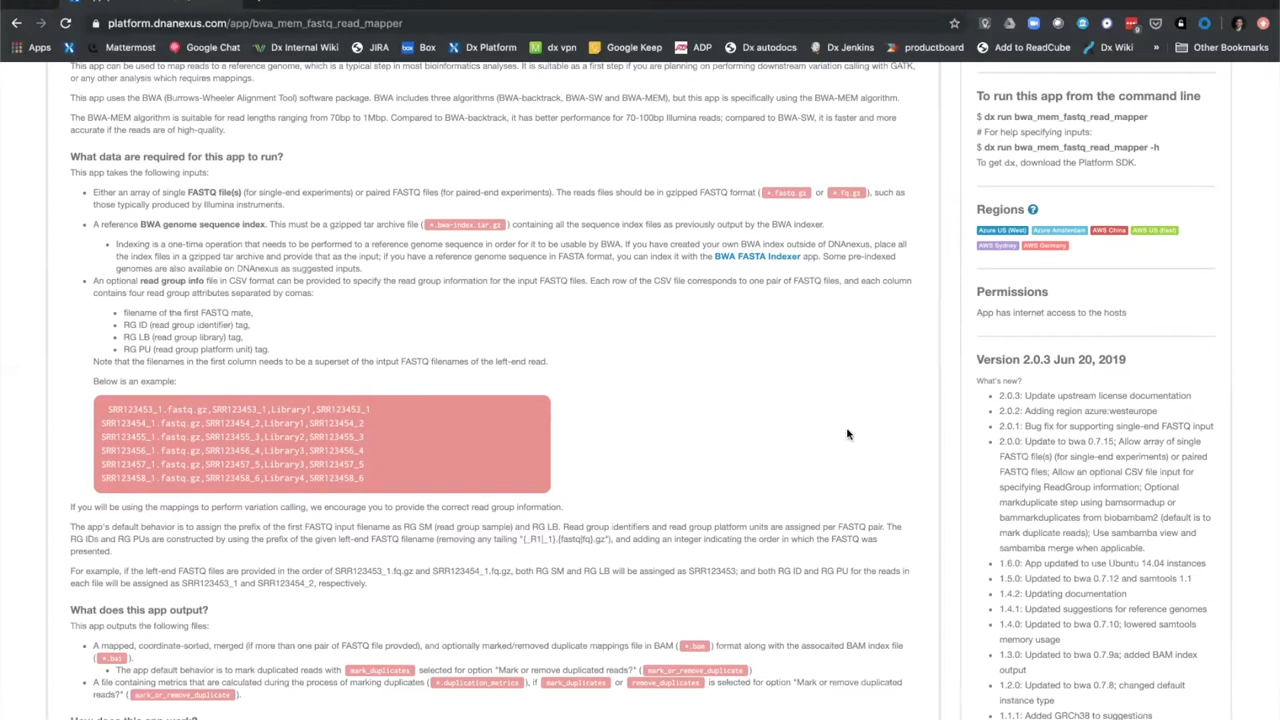 platform.dnanexus.com/app/bwa_mem_fastq_read_mapper
Apps
Mattermost
Google Chat
Dx Internal Wiki
JIRA
Box
Dx Platform
dx vpn
Google Keep
ADP
Dx autodocs
Dx Jenkins
productboard
Add to ReadCube
Dx Wiki
»
Other Bookmarks
This app can be used to map reads to a reference genome, which is a typical step in most bioinformatics analyses. It is suitable as a first step if you are planning on performing downstream variation calling with GATK,
or any other analysis which requires mappings.
This app uses the BWA (Burrows-Wheeler Alignment Tool) software package. BWA includes three algorithms (BWA-backtrack, BWA-SW and BWA-MEM), but this app is specifically using the BWA-MEM algorithm.
The BWA-MEM algorithm is suitable for read lengths ranging from 70bp to 1Mbp. Compared to BWA-backtrack, it has better performance for 70-100bp Illumina reads; compared to BWA-SW, it is faster and more
accurate if the reads are of high-quality.
What data are required for this app to run?
This app takes the following inputs:
• Either an array of single FASTQ file(s) (for single-end experiments) or paired FASTQ files (for paired-end experiments). The reads files should be in gzipped FASTQ format ( *.fastq.gz or *.fq.gz ), such as
those typically produced by Illumina instruments.
• A reference BWA genome sequence index. This must be a gzipped tar archive file ( *.bwa-index.tar.gz ) containing all the sequence index files as previously output by the BWA indexer.
• Indexing is a one-time operation that needs to be performed to a reference genome sequence in order for it to be usable by BWA. If you have created your own BWA index outside of DNAnexus, place all
the index files in a gzipped tar archive and provide that as the input; if you have a reference genome sequence in FASTA format, you can index it with the BWA FASTA Indexer app. Some pre-indexed
genomes are also available on DNAnexus as suggested inputs.
• An optional read group info file in CSV format can be provided to specify the read group information for the input FASTQ files. Each row of the CSV file corresponds to one pair of FASTQ files, and each column
contains four read group attributes separated by comas:
• filename of the first FASTQ mate,
• RG ID (read group identifier) tag,
• RG LB (read group library) tag,
• RG PU (read group platform unit) tag.
Note that the filenames in the first column needs to be a superset of the intput FASTQ filenames of the left-end read.
Below is an example:
SRR123453_1.fastq.gz,SRR123453_1,Library1,SRR123453_1
SRR123454_1.fastq.gz,SRR123454_2,Library1,SRR123454_2
SRR123455_1.fastq.gz,SRR123455_3,Library2,SRR123455_3
SRR123456_1.fastq.gz,SRR123456_4,Library3,SRR123456_4
SRR123457_1.fastq.gz,SRR123457_5,Library3,SRR123457_5
SRR123458_1.fastq.gz,SRR123458_6,Library4,SRR123458_6
If you will be using the mappings to perform variation calling, we encourage you to provide the correct read group information.
The app's default behavior is to assign the prefix of the first FASTQ input filename as RG SM (read group sample) and RG LB. Read group identifiers and read group platform units are assigned per FASTQ pair. The
RG IDs and RG PUs are constructed by using the prefix of the given left-end FASTQ filename (removing any tailing "{_R1|_1}.{fastq|fq}.gz"), and adding an integer indicating the order in which the FASTQ was
presented.
For example, if the left-end FASTQ files are provided in the order of SRR123453_1.fq.gz and SRR123454_1.fq.gz, both RG SM and RG LB will be assinged as SRR123453; and both RG ID and RG PU for the reads in
each file will be assigned as SRR123453_1 and SRR123454_2, respectively.
What does this app output?
This app outputs the following files:
• A mapped, coordinate-sorted, merged (if more than one pair of FASTQ file provded), and optionally marked/removed duplicate mappings file in BAM ( *.bam ) format along with the assocaited BAM index file
( *.bai )
• The app default behavior is to mark duplicated reads with mark_duplicates selected for option "Mark or remove duplicated reads?" ( mark_or_remove_duplicate )
• A file containing metrics that are calculated during the process of marking duplicates ( *.duplication_metrics ), if mark_duplicates or remove_duplicates is selected for option "Mark or remove duplicated
reads?" ( mark_or_remove_duplicate ).
How does this app work?
To run this app from the command line
$ dx run bwa_mem_fastq_read_mapper
# For help specifying inputs:
$ dx run bwa_mem_fastq_read_mapper -h
To get dx, download the Platform SDK.
Regions ?
Azure US (West) Azure Amsterdam AWS China AWS US (East)
AWS Sydney AWS Germany
Permissions
App has internet access to the hosts
Version 2.0.3 Jun 20, 2019
What's new?
• 2.0.3: Update upstream license documentation
• 2.0.2: Adding region azure:westeurope
• 2.0.1: Bug fix for supporting single-end FASTQ input
• 2.0.0: Update to bwa 0.7.15; Allow array of single
FASTQ file(s) (for single-end experiments) or paired
FASTQ files; Allow an optional CSV file input for
specifying ReadGroup information; Optional
markduplicate step using bamsormadup or
bammarkduplicates from biobambam2 (default is to
mark duplicate reads); Use sambamba view and
sambamba merge when applicable.
• 1.6.0: App updated to use Ubuntu 14.04 instances
• 1.5.0: Updated to bwa 0.7.12 and samtools 1.1
• 1.4.2: Updating documentation
• 1.4.1: Updated suggestions for reference genomes
• 1.4.0: Updated to bwa 0.7.10; lowered samtools
memory usage
• 1.3.0: Updated to bwa 0.7.9a; added BAM index
output
• 1.2.0: Updated to bwa 0.7.8; changed default
instance type
• 1.1.1: Added GRCh38 to suggestions